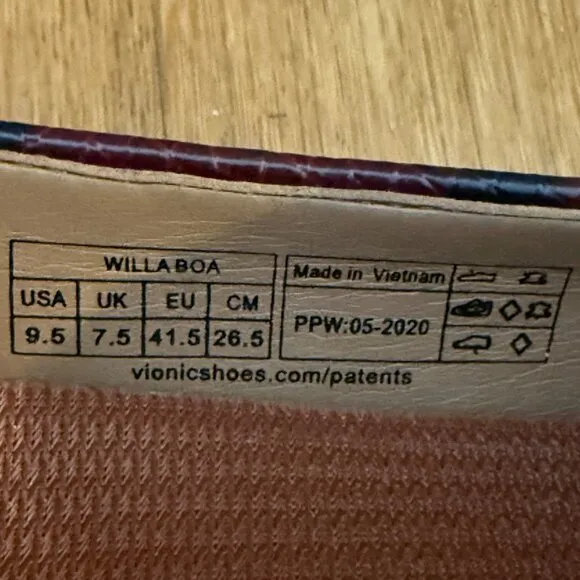 WILLA BOA
USA UK EU CM
9.5 7.5 41.5 26.5
Made in Vietnam
PPW:05-2020
vionicshoes.com/patents